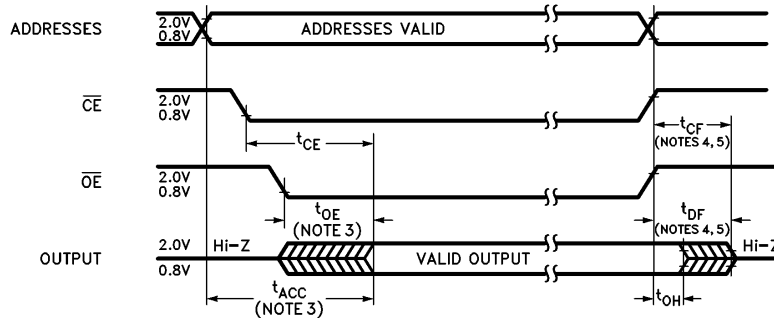 ADDRESSES 2.0V 0.8V ADDRESSES VALID
CE 2.0V 0.8V
tCE
tCF
(NOTES 4, 5)
OE 2.0V 0.8V
tOE
(NOTE 3)
tDF
(NOTES 4, 5)
OUTPUT 2.0V 0.8V Hi-Z VALID OUTPUT Hi-Z
tACC
(NOTE 3)
tOH